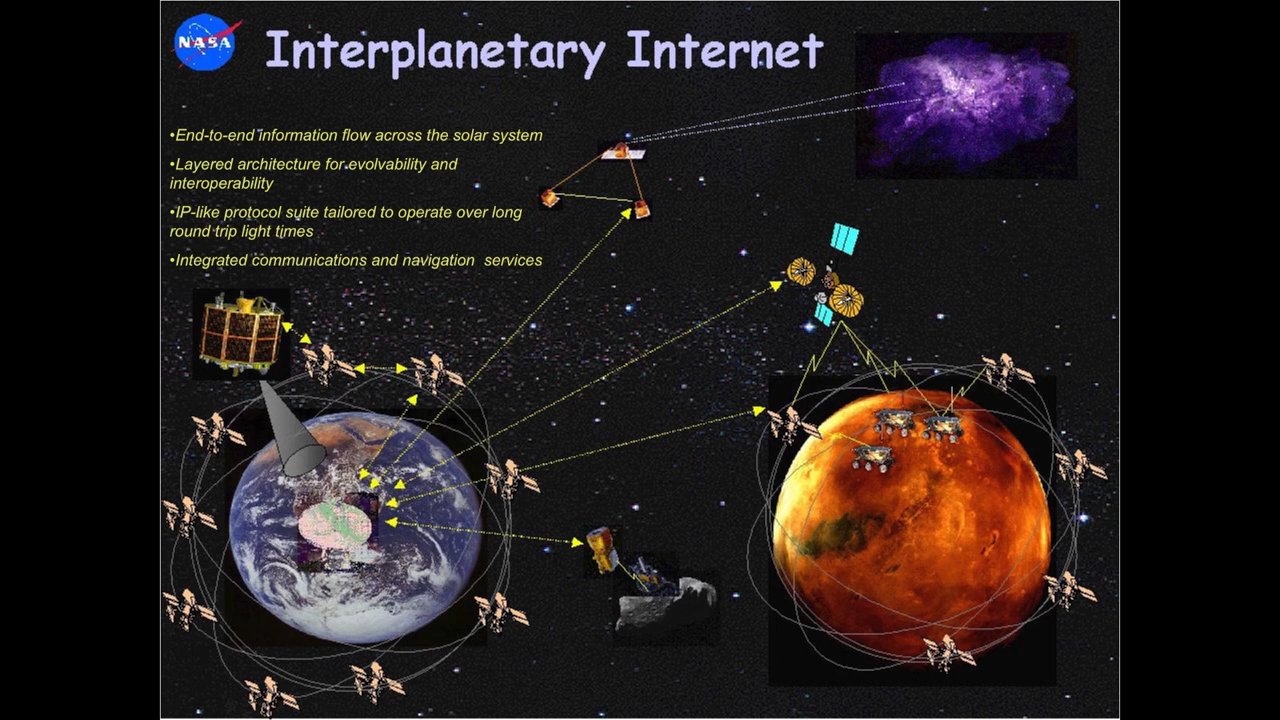 NASA
Interplanetary Internet
•End-to-end information flow across the solar system
•Layered architecture for evolvability and
interoperability
•IP-like protocol suite tailored to operate over long
round trip light times
•Integrated communications and navigation  services